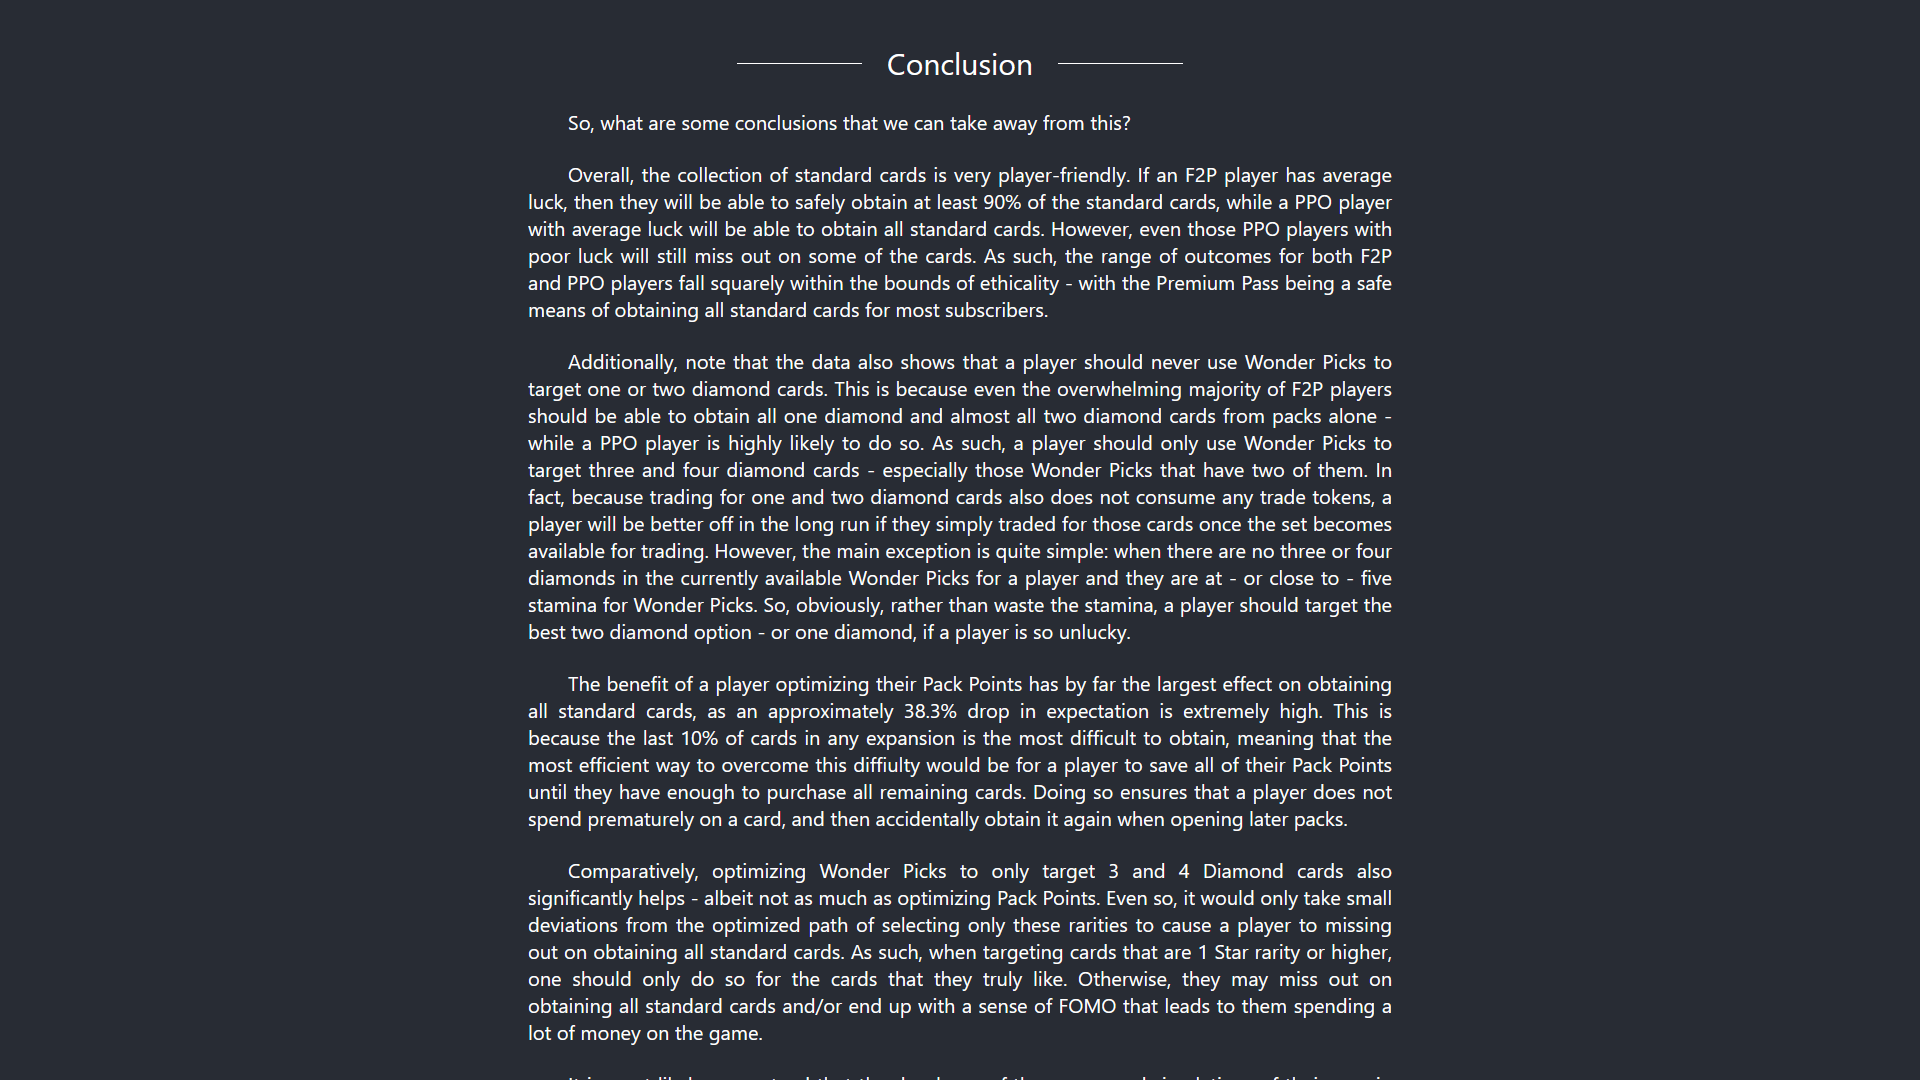 Conclusion
So, what are some conclusions that we can take away from this?
Overall, the collection of standard cards is very player-friendly. If an F2P player has average
luck, then they will be able to safely obtain at least 90% of the standard cards, while a PPO player
with average luck will be able to obtain all standard cards. However, even those PPO players with
poor luck will still miss out on some of the cards. As such, the range of outcomes for both F2P
and PPO players fall squarely within the bounds of ethicality - with the Premium Pass being a safe
means of obtaining all standard cards for most subscribers.
Additionally, note that the data also shows that a player should never use Wonder Picks to
target one or two diamond cards. This is because even the overwhelming majority of F2P players
should be able to obtain all one diamond and almost all two diamond cards from packs alone -
while a PPO player is highly likely to do so. As such, a player should only use Wonder Picks to
target three and four diamond cards - especially those Wonder Picks that have two of them. In
fact, because trading for one and two diamond cards also does not consume any trade tokens, a
player will be better off in the long run if they simply traded for those cards once the set becomes
available for trading. However, the main exception is quite simple: when there are no three or four
diamonds in the currently available Wonder Picks for a player and they are at - or close to - five
stamina for Wonder Picks. So, obviously, rather than waste the stamina, a player should target the
best two diamond option - or one diamond, if a player is so unlucky.
The benefit of a player optimizing their Pack Points has by far the largest effect on obtaining
all standard cards, as an approximately 38.3% drop in expectation is extremely high. This is
because the last 10% of cards in any expansion is the most difficult to obtain, meaning that the
most efficient way to overcome this diffiulty would be for a player to save all of their Pack Points
until they have enough to purchase all remaining cards. Doing so ensures that a player does not
spend prematurely on a card, and then accidentally obtain it again when opening later packs.
Comparatively, optimizing Wonder Picks to only target 3 and 4 Diamond cards also
significantly helps - albeit not as much as optimizing Pack Points. Even so, it would only take small
deviations from the optimized path of selecting only these rarities to cause a player to missing
out on obtaining all standard cards. As such, when targeting cards that are 1 Star rarity or higher,
one should only do so for the cards that they truly like. Otherwise, they may miss out on
obtaining all standard cards and/or end up with a sense of FOMO that leads to them spending a
lot of money on the game.